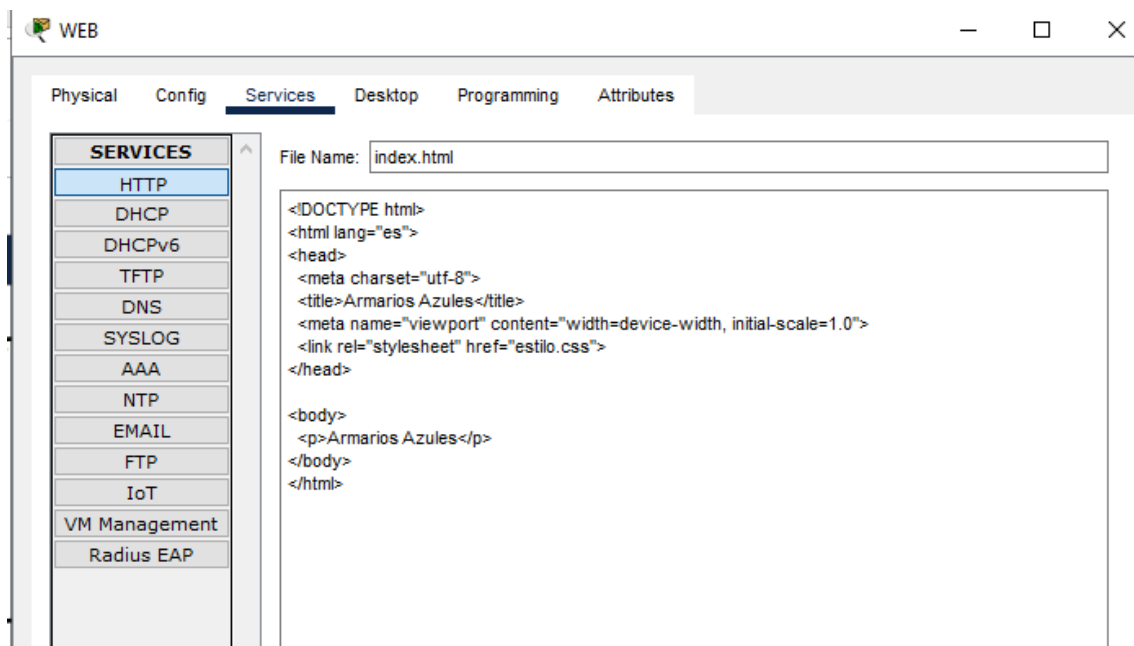 WEB
Physical Config Services Desktop Programming Attributes
SERVICES
HTTP
DHCP
DHCPv6
TFTP
DNS
SYSLOG
AAA
NTP
EMAIL
FTP
IoT
VM Management
Radius EAP
File Name: index.html
<!DOCTYPE html>
<html lang="es">
<head>
<meta charset="utf-8">
<title>Armarios Azules</title>
<meta name="viewport" content="width=device-width, initial-scale=1.0">
<link rel="stylesheet" href="estilo.css">
</head>
<body>
<p>Armarios Azules</p>
</body>
</html>